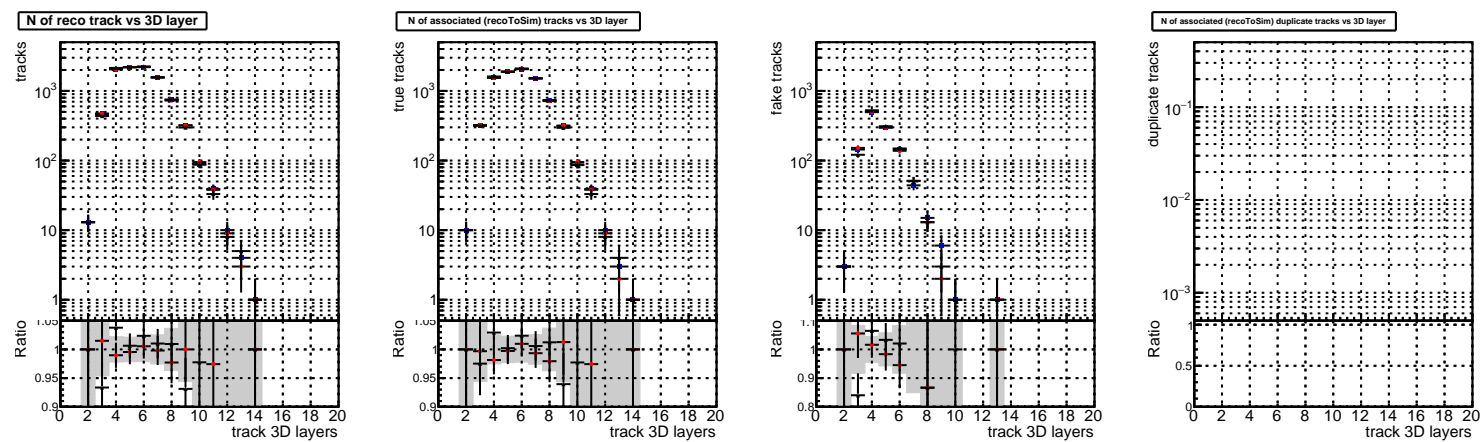 N of reco track vs 3D layer
tracks
10³
10²
10
1
Ratio
1.05
1
0.95
0.9
0 2 4 6 8 10 12 14 16 18 20
track 3D layers
N of associated (recoToSim) tracks vs 3D layer
true tracks
10³
10²
10
1
Ratio
1.05
1
0.95
0.9
0 2 4 6 8 10 12 14 16 18 20
track 3D layers
fake tracks
10³
10²
10
1
Ratio
1.1
1
0.9
0.8
0 2 4 6 8 10 12 14 16 18 20
track 3D layers
N of associated (recoToSim) duplicate tracks vs 3D layer
duplicate tracks
10⁻¹
10⁻²
10⁻³
Ratio
1
0.5
0
0 2 4 6 8 10 12 14 16 18 20
track 3D layers